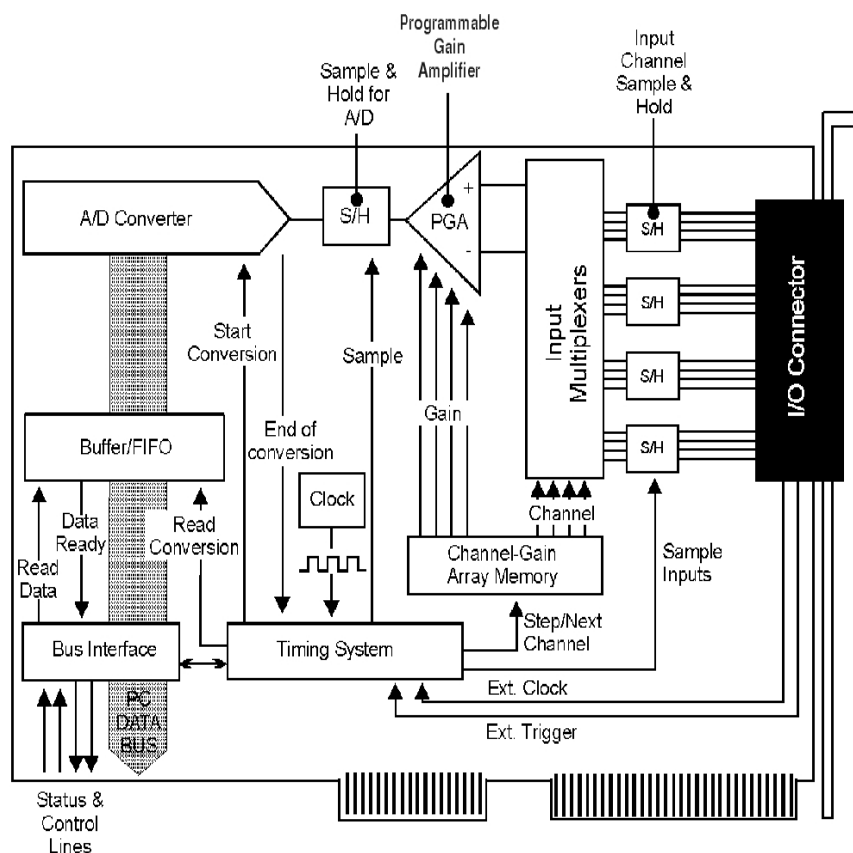 Programmable
Gain
Amplifier
Sample &
Hold for
A/D
Input
Channel
Sample
& Hold
A/D Converter
S/H
PGA
+
-
Input
Multiplexers
S/H
S/H
S/H
S/H
I/O Connector
Start
Conversion
Sample
Gain
End of
conversion
Buffer/FIFO
Clock
Data
Ready
Read
Conversion
Read
Data
Channel
Channel-Gain
Array Memory
Sample
Inputs
Bus Interface
Timing System
Step/Next
Channel
Ext. Clock
Ext. Trigger
PC
DATA
BUS
Status &
Control
Lines